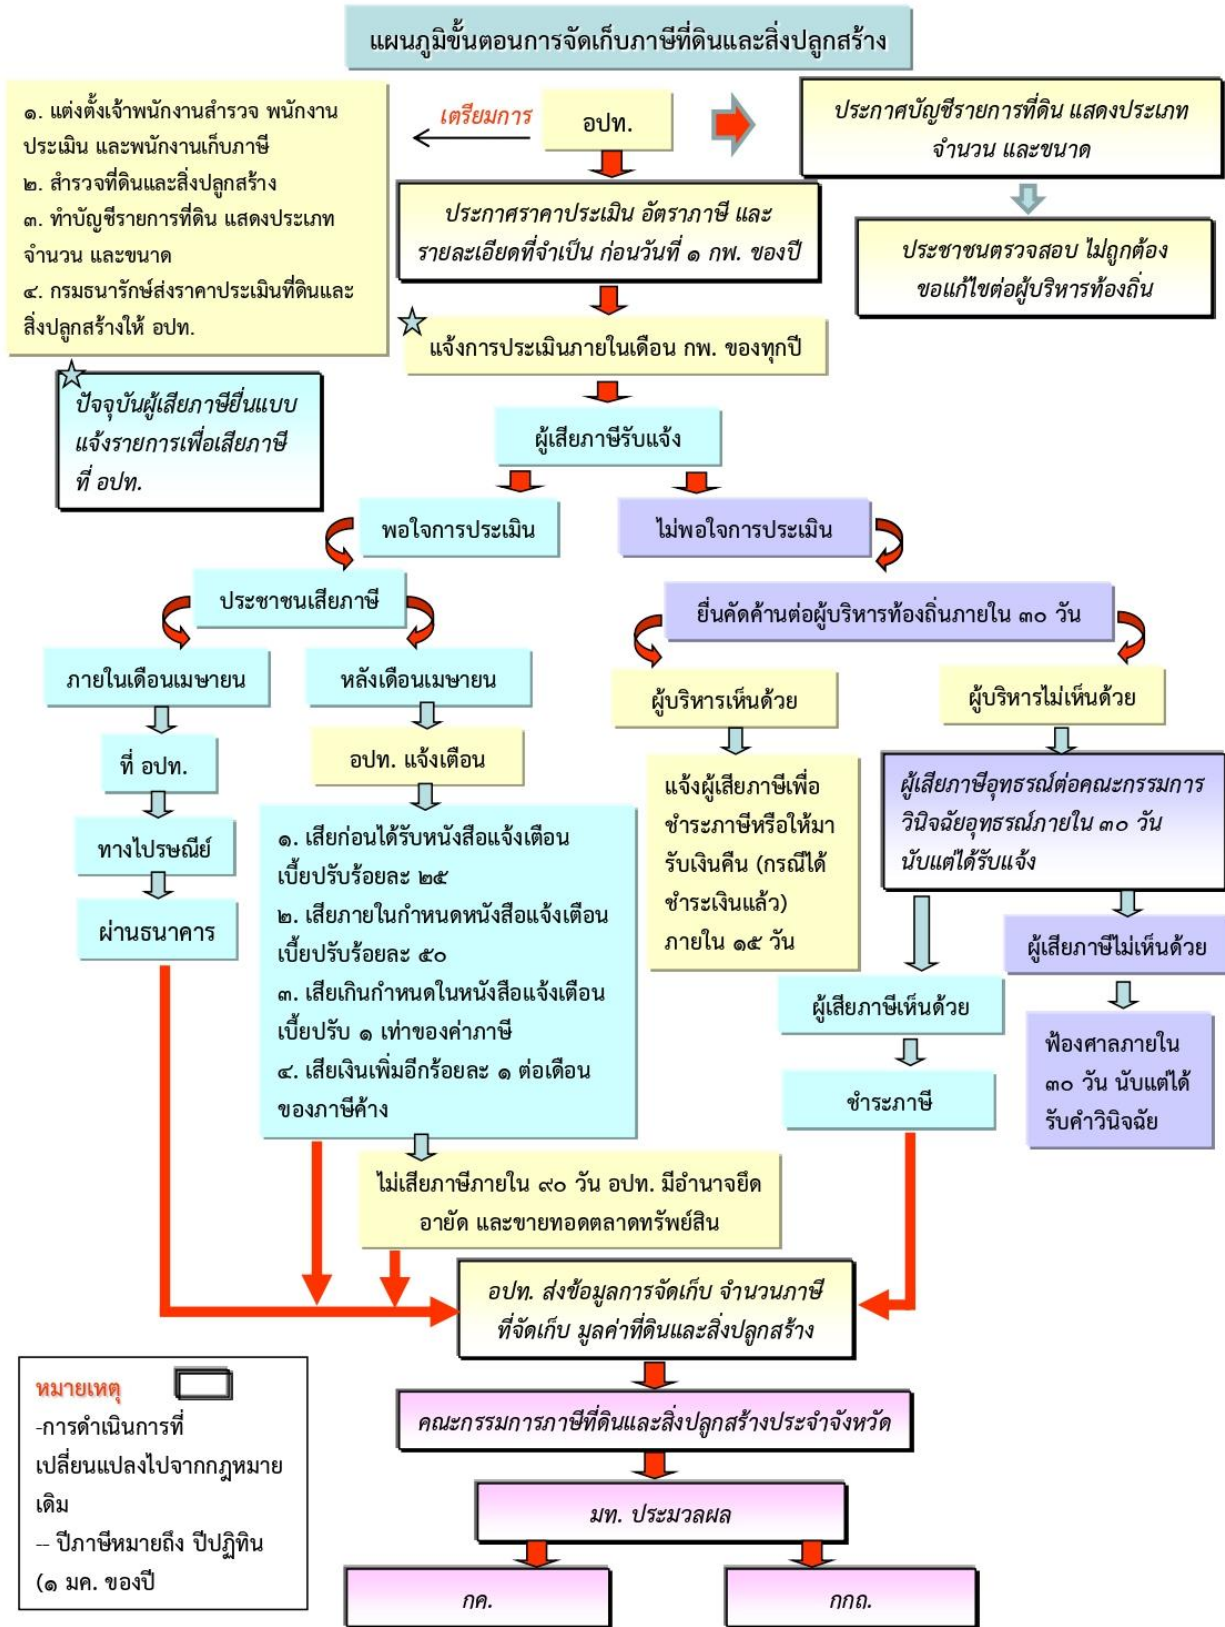 แผนภูมิขั้นตอนการจัดเก็บภาษีที่ดินและสิ่งปลูกสร้าง
๑. แต่งตั้งเจ้าพนักงานสำรวจ พนักงาน
ประเมิน และพนักงานเก็บภาษี
๒. สำรวจที่ดินและสิ่งปลูกสร้าง
๓. ทำบัญชีรายการที่ดิน แสดงประเภท
จำนวน และขนาด
๔. กรมธนารักษ์ส่งราคาประเมินที่ดินและ
สิ่งปลูกสร้างให้ อปท.
เตรียมการ
อปท.
ประกาศบัญชีรายการที่ดิน แสดงประเภท
จำนวน และขนาด
ประกาศราคาประเมิน อัตราภาษี และ
รายละเอียดที่จำเป็น ก่อนวันที่ ๑ กพ. ของปี
ประชาชนตรวจสอบ ไม่ถูกต้อง
ขอแก้ไขต่อผู้บริหารท้องถิ่น
แจ้งการประเมินภายในเดือน กพ. ของทุกปี
ปัจจุบันผู้เสียภาษียื่นแบบ
แจ้งรายการเพื่อเสียภาษี
ที่ อปท.
ผู้เสียภาษีรับแจ้ง
พอใจการประเมิน
ไม่พอใจการประเมิน
ประชาชนเสียภาษี
ยื่นคัดค้านต่อผู้บริหารท้องถิ่นภายใน ๓๐ วัน
ภายในเดือนเมษายน
หลังเดือนเมษายน
ผู้บริหารเห็นด้วย
ผู้บริหารไม่เห็นด้วย
ที่ อปท.
อปท. แจ้งเตือน
ทางไปรษณีย์
ผ่านธนาคาร
๑. เสียก่อนได้รับหนังสือแจ้งเตือน
เบี้ยปรับร้อยละ ๒๕
๒. เสียภายในกำหนดหนังสือแจ้งเตือน
เบี้ยปรับร้อยละ ๕๐
๓. เสียเกินกำหนดในหนังสือแจ้งเตือน
เบี้ยปรับ ๑ เท่าของค่าภาษี
๔. เสียเงินเพิ่มอีกร้อยละ ๑ ต่อเดือน
ของภาษีค้าง
แจ้งผู้เสียภาษีเพื่อ
ชำระภาษีหรือให้มา
รับเงินคืน (กรณีได้
ชำระเงินแล้ว)
ภายใน ๑๕ วัน
ผู้เสียภาษีอุทธรณ์ต่อคณะกรรมการ
วินิจฉัยอุทธรณ์ภายใน ๓๐ วัน
นับแต่ได้รับแจ้ง
ผู้เสียภาษีไม่เห็นด้วย
ผู้เสียภาษีเห็นด้วย
ชำระภาษี
ฟ้องศาลภายใน
๓๐ วัน นับแต่ได้
รับคำวินิจฉัย
ไม่เสียภาษีภายใน ๙๐ วัน อปท. มีอำนาจยึด
อายัด และขายทอดตลาดทรัพย์สิน
อปท. ส่งข้อมูลการจัดเก็บ จำนวนภาษี
ที่จัดเก็บ มูลค่าที่ดินและสิ่งปลูกสร้าง
หมายเหตุ
-การดำเนินการที่
เปลี่ยนแปลงไปจากกฎหมาย
เดิม
-- ปีภาษีหมายถึง ปีปฏิทิน
(๑ มค. ของปี
คณะกรรมการภาษีที่ดินและสิ่งปลูกสร้างประจำจังหวัด
มท. ประมวลผล
กค.
กกถ.